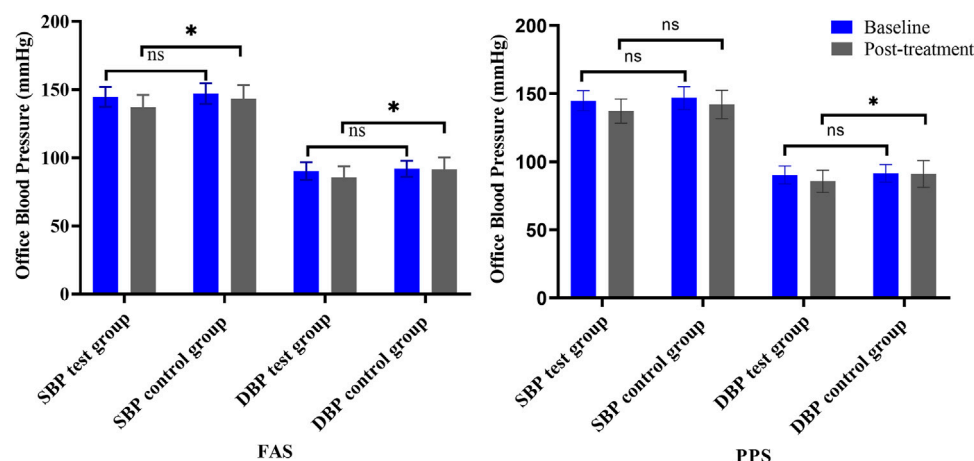 Office Blood Pressure (mmHg)
200
150
100
50
0
*
ns
*
ns
SBP test group
SBP control group
DBP test group
DBP control group
FAS
Office Blood Pressure (mmHg)
200
150
100
50
0
Baseline
Post-treatment
ns
ns
*
ns
SBP test group
SBP control group
DBP test group
DBP control group
PPS